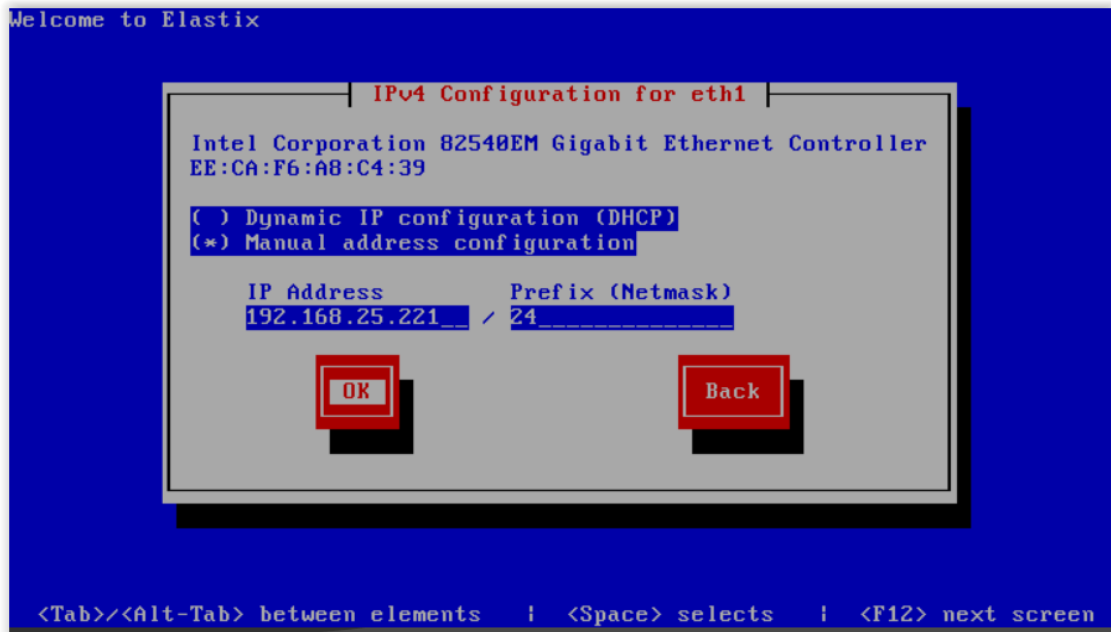 Welcome to Elastix
IPv4 Configuration for eth1
Intel Corporation 82540EM Gigabit Ethernet Controller
EE:CA:F6:A8:C4:39
( ) Dynamic IP configuration (DHCP)
(*) Manual address configuration
IP Address Prefix (Netmask)
192.168.25.221__ / 24______________
OK Back
<Tab>/<Alt-Tab> between elements | <Space> selects | <F12> next screen